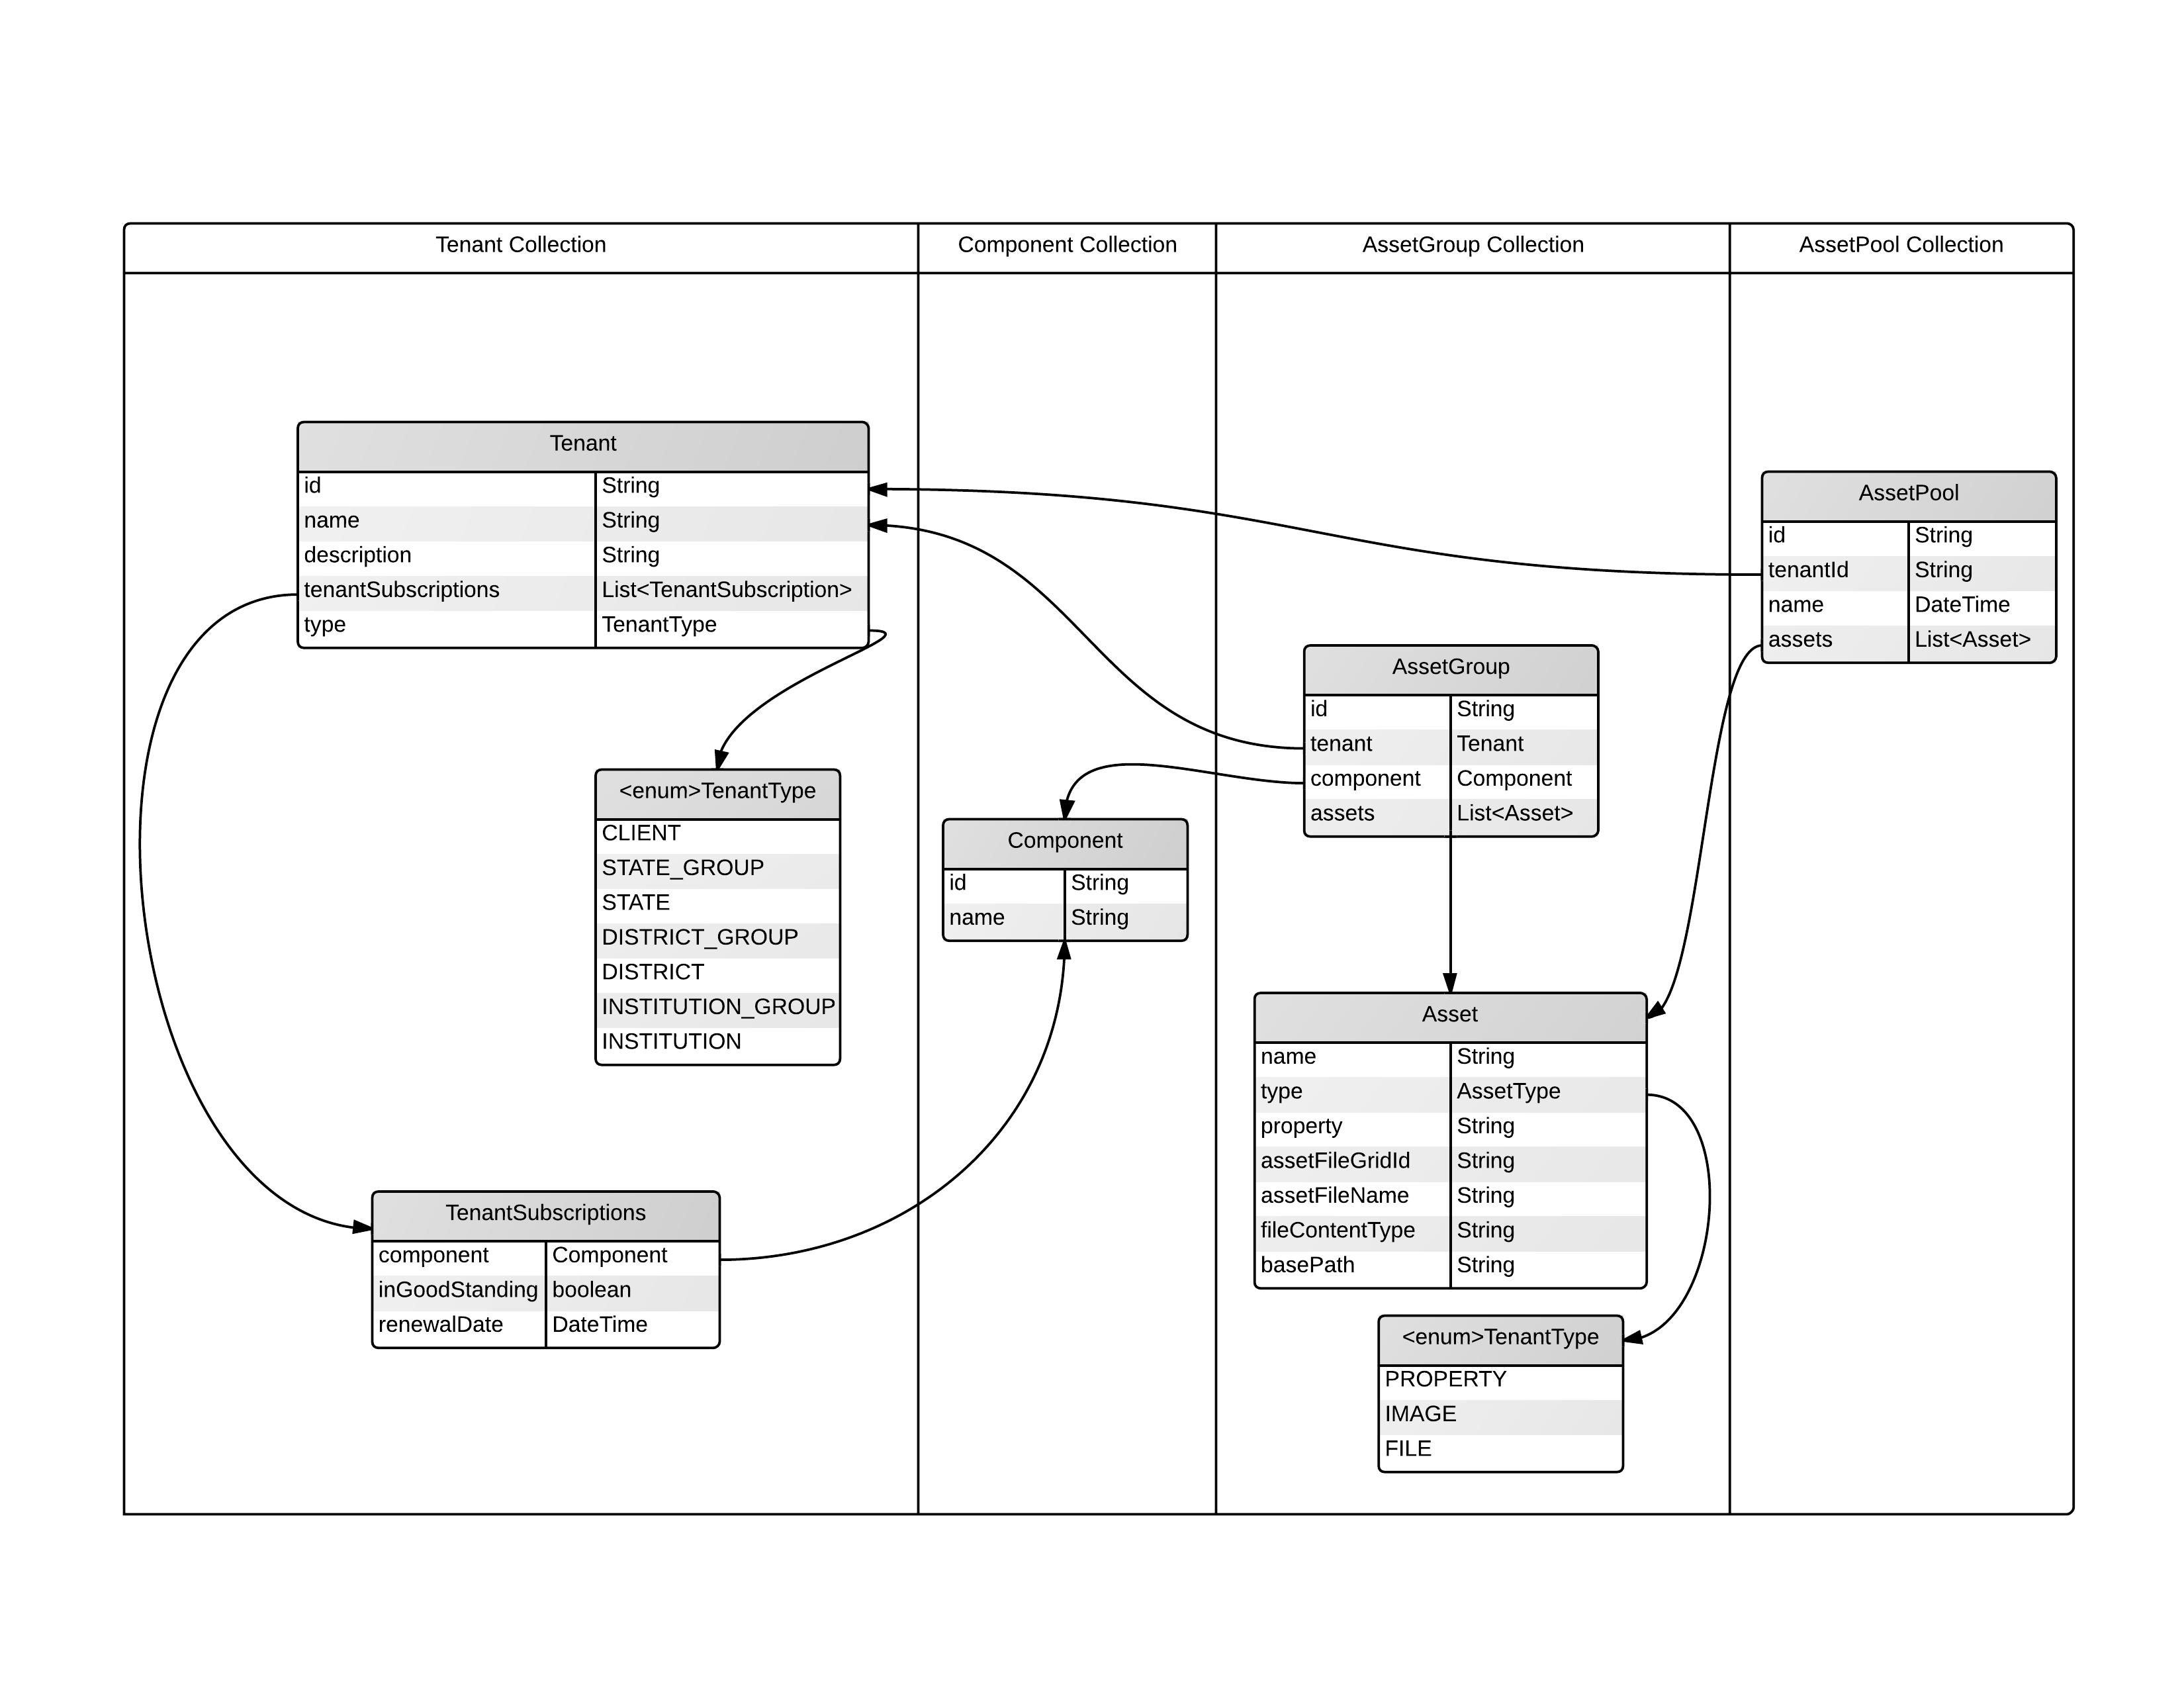 Tenant Collection
Component Collection
AssetGroup Collection
AssetPool Collection
Tenant
id String
name String
description String
tenantSubscriptions List<TenantSubscription>
type TenantType
<enum>TenantType
CLIENT
STATE_GROUP
STATE
DISTRICT_GROUP
DISTRICT
INSTITUTION_GROUP
INSTITUTION
TenantSubscriptions
component Component
inGoodStanding boolean
renewalDate DateTime
Component
id String
name String
AssetGroup
id String
tenant Tenant
component Component
assets List<Asset>
Asset
name String
type AssetType
property String
assetFileGridId String
assetFileName String
fileContentType String
basePath String
<enum>TenantType
PROPERTY
IMAGE
FILE
AssetPool
id String
tenantId String
name DateTime
assets List<Asset>